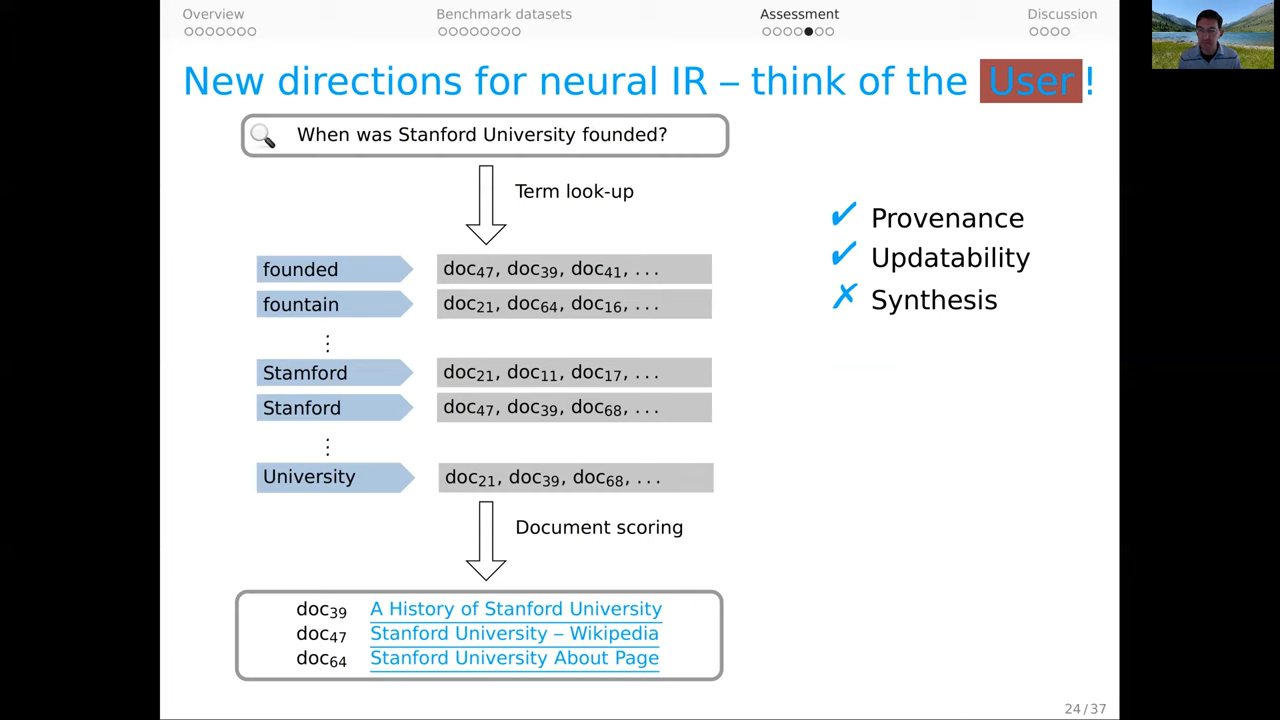 Overview Benchmark datasets Assessment Discussion
New directions for neural IR – think of the User!
When was Stanford University founded?
Term look-up
✓ Provenance
✓ Updatability
✗ Synthesis
founded doc47, doc39, doc41, ...
fountain doc21, doc64, doc16, ...
⋮
Stamford doc21, doc11, doc17, ...
Stanford doc47, doc39, doc68, ...
⋮
University doc21, doc39, doc68, ...
Document scoring
doc39 A History of Stanford University
doc47 Stanford University – Wikipedia
doc64 Stanford University About Page
24/37